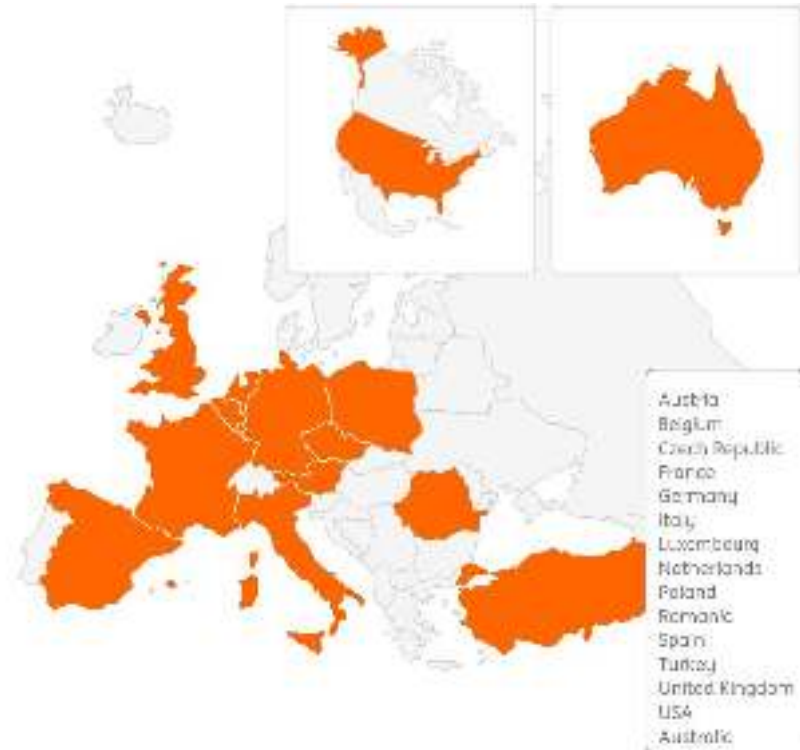 Austria
Belgium
Czech Republic
France
Germany
Italy
Luxembourg
Netherlands
Poland
Romania
Spain
Turkey
United Kingdom
USA
Australia